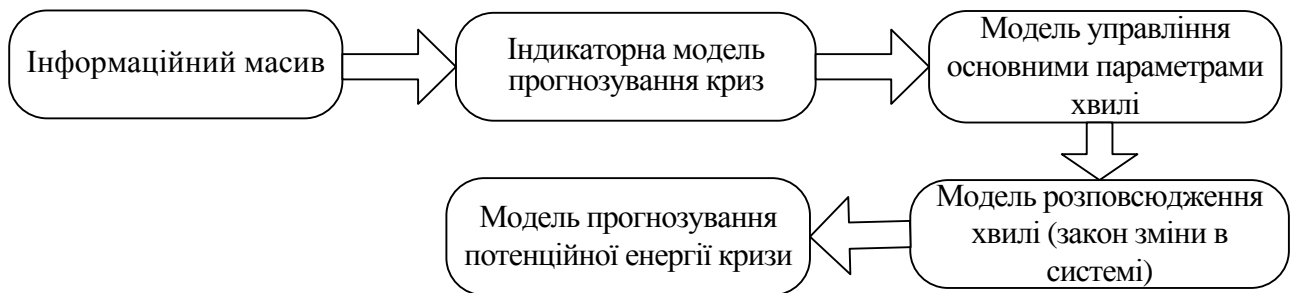 Інформаційний масив
Індикаторна модель
прогнозування криз
Модель управління
основними параметрами
хвилі
Модель розповсюдження
хвилі (закон зміни в
системі)
Модель прогнозування
потенційної енергії кризи